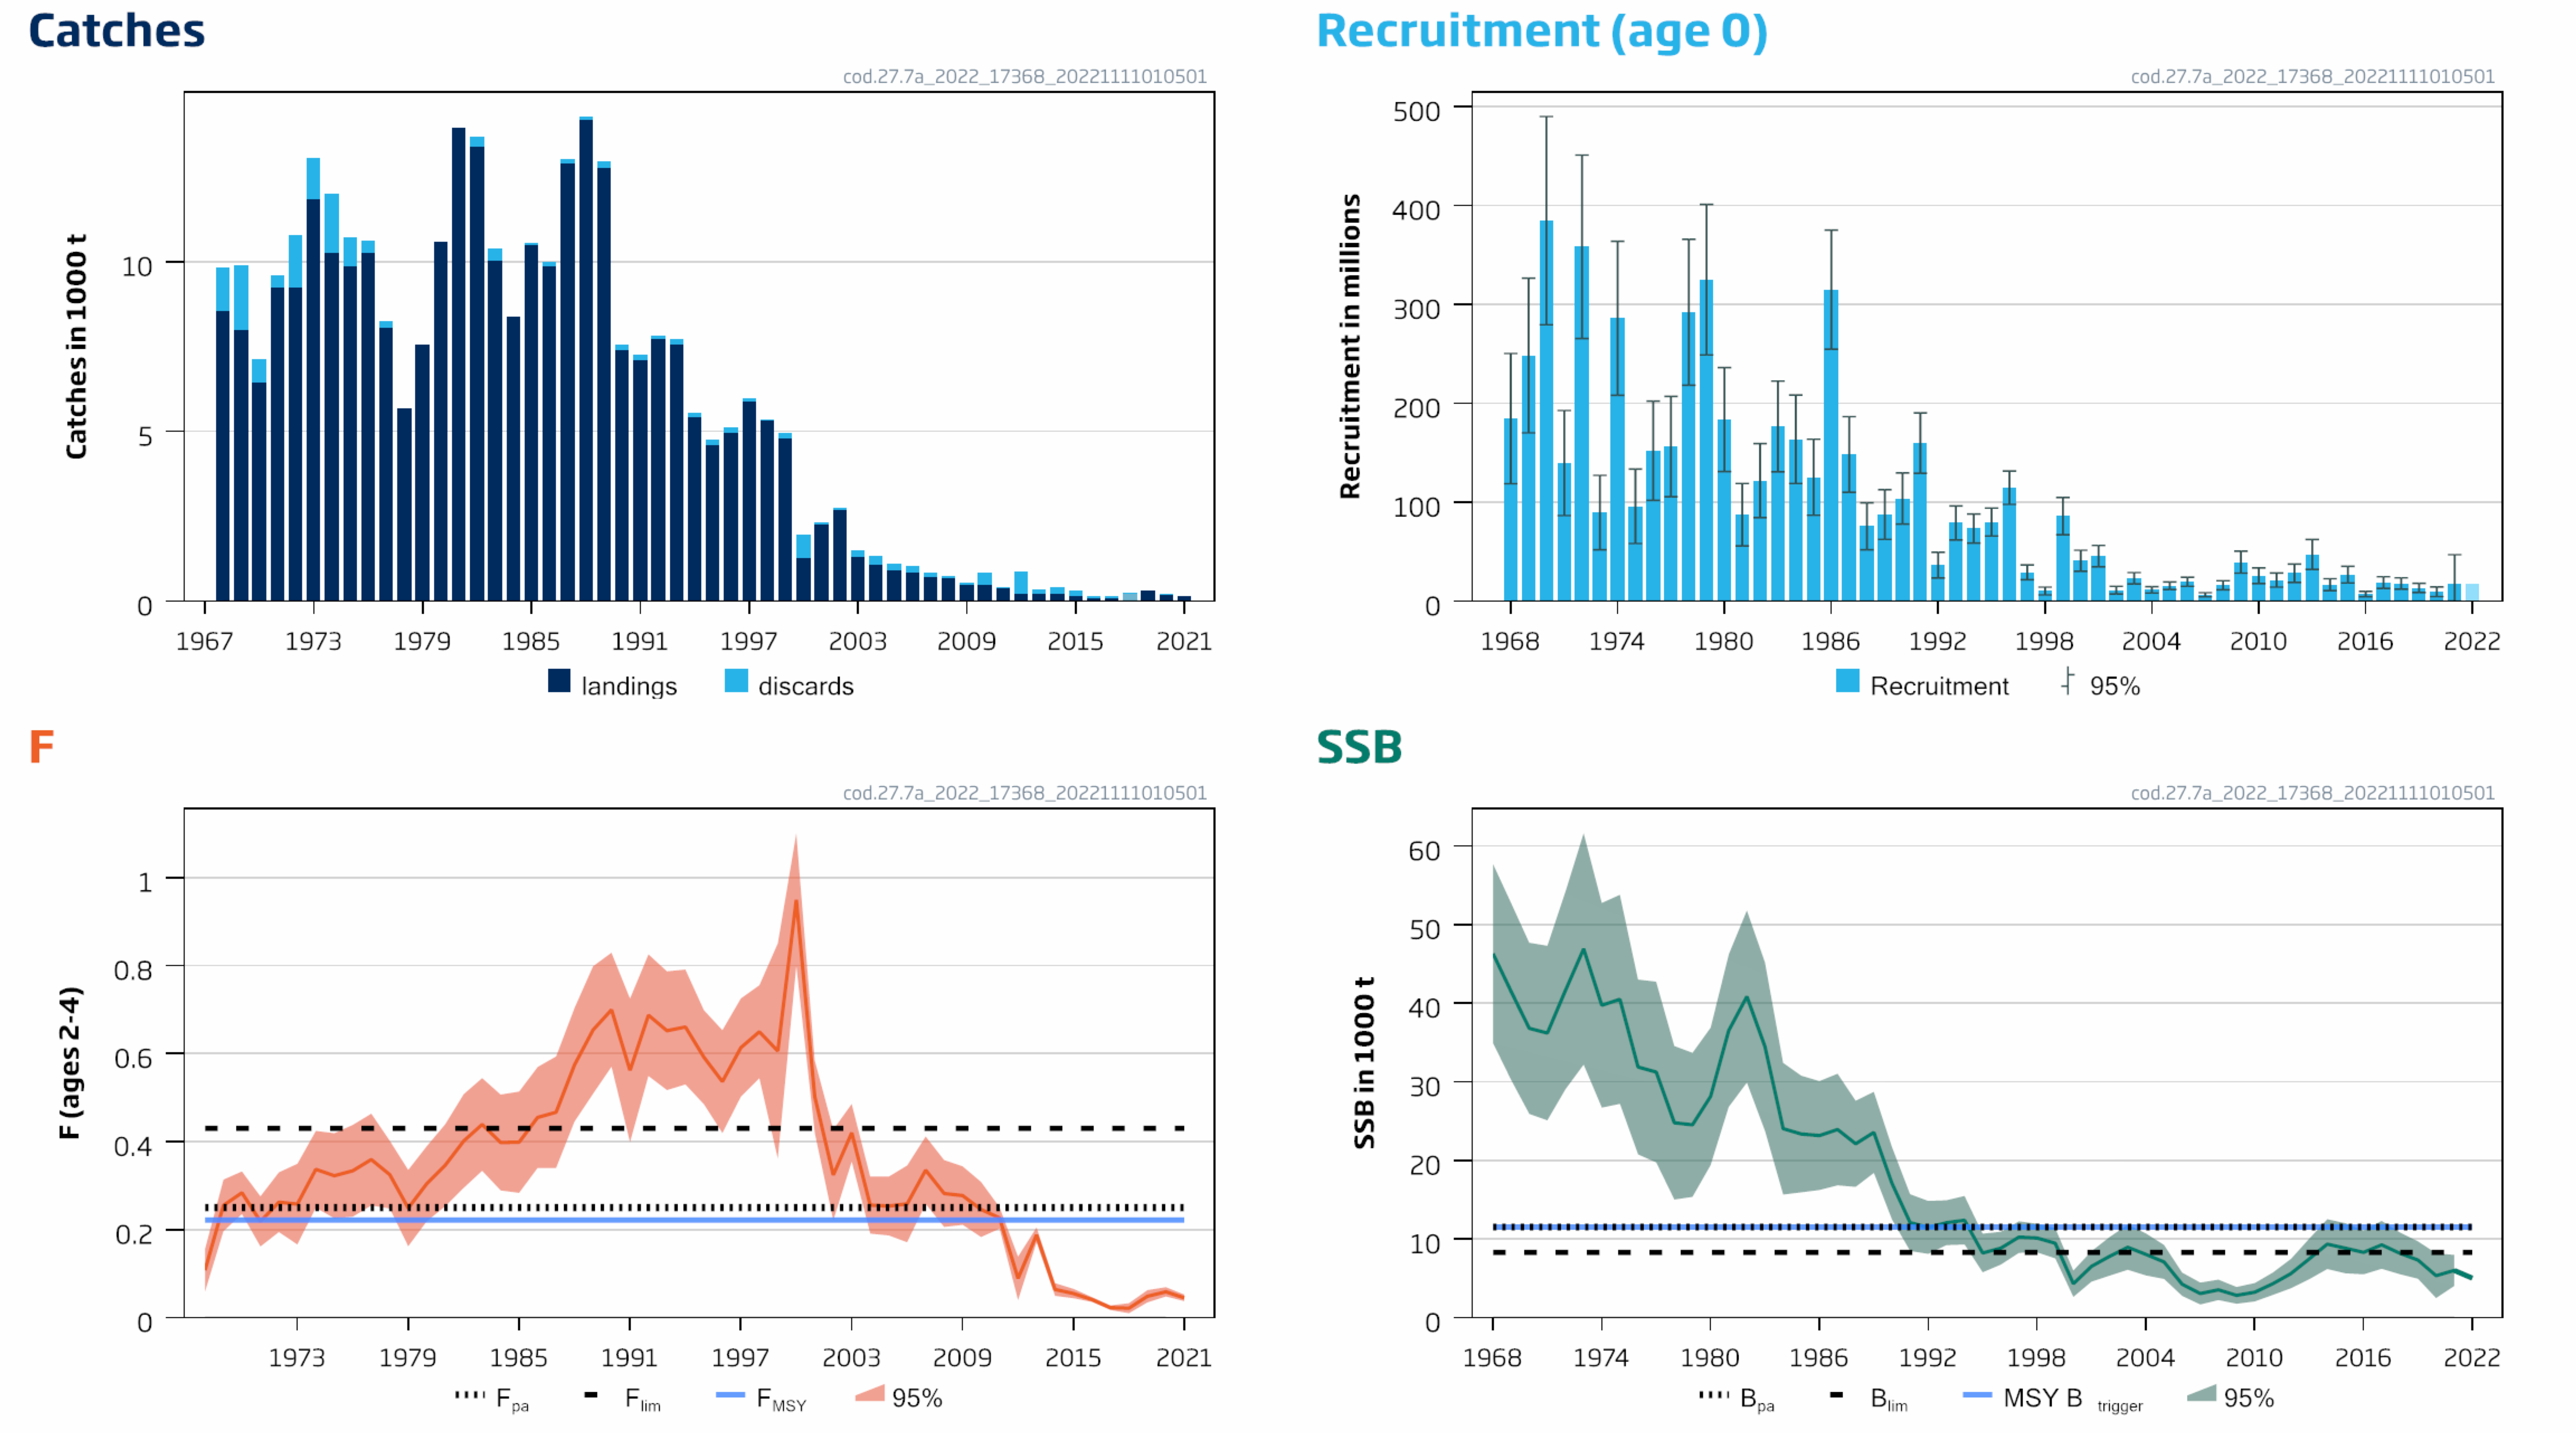 Catches
cod.27.7a_2022_17368_20221111010501
Catches in 1000 t
10
5
0
1967 1973 1979 1985 1991 1997 2003 2009 2015 2021
landings discards
Recruitment (age 0)
cod.27.7a_2022_17368_20221111010501
Recruitment in millions
500
400
300
200
100
0
1968 1974 1980 1986 1992 1998 2004 2010 2016 2022
Recruitment 95%
F
cod.27.7a_2022_17368_20221111010501
F (ages 2-4)
1
0.8
0.6
0.4
0.2
0
1973 1979 1985 1991 1997 2003 2009 2015 2021
Fpa Flim FMSY 95%
SSB
cod.27.7a_2022_17368_20221111010501
SSB in 1000 t
60
50
40
30
20
10
0
1968 1974 1980 1986 1992 1998 2004 2010 2016 2022
Bpa Blim MSY B trigger 95%